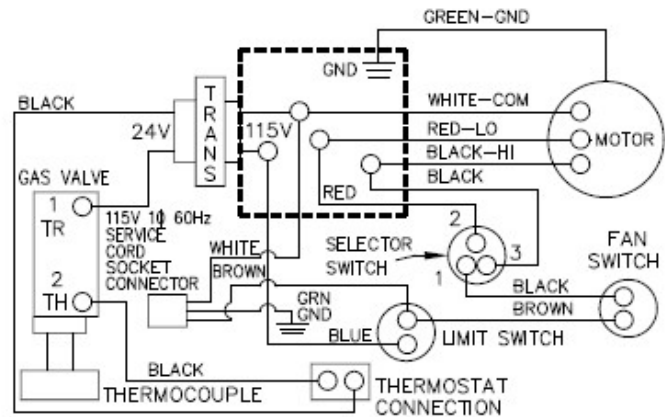 GREEN-GND
GND
BLACK
TRANS
24V
115V
WHITE-COM
RED-LO
BLACK-HI
BLACK
MOTOR
GAS VALVE
1
TR
2
TH
115V 1ϕ 60Hz
SERVICE
CORD
SOCKET
CONNECTOR
RED
2
3
1
SELECTOR
SWITCH
FAN
SWITCH
WHITE
BROWN
BLACK
BROWN
GRN
GND
BLUE
LIMIT SWITCH
BLACK
THERMOCOUPLE
THERMOSTAT
CONNECTION